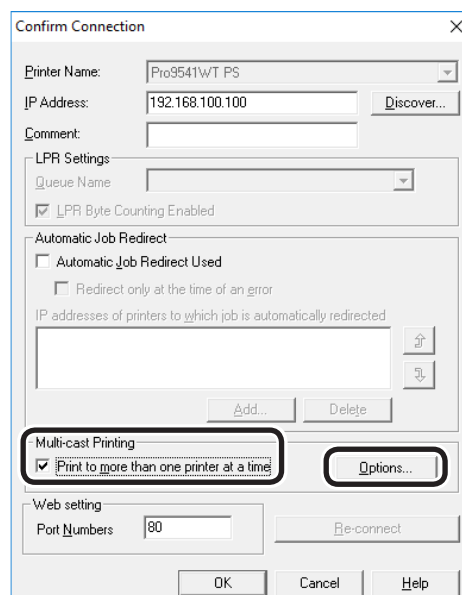 Confirm Connection
Printer Name: Pro9541WT PS
IP Address: 192.168.100.100 Discover...
Comment:
LPR Settings
Queue Name
LPR Byte Counting Enabled
Automatic Job Redirect
Automatic Job Redirect Used
Redirect only at the time of an error
IP addresses of printers to which job is automatically redirected
Add... Delete
Multi-cast Printing
Print to more than one printer at a time Options...
Web setting
Port Numbers 80 Re-connect
OK Cancel Help